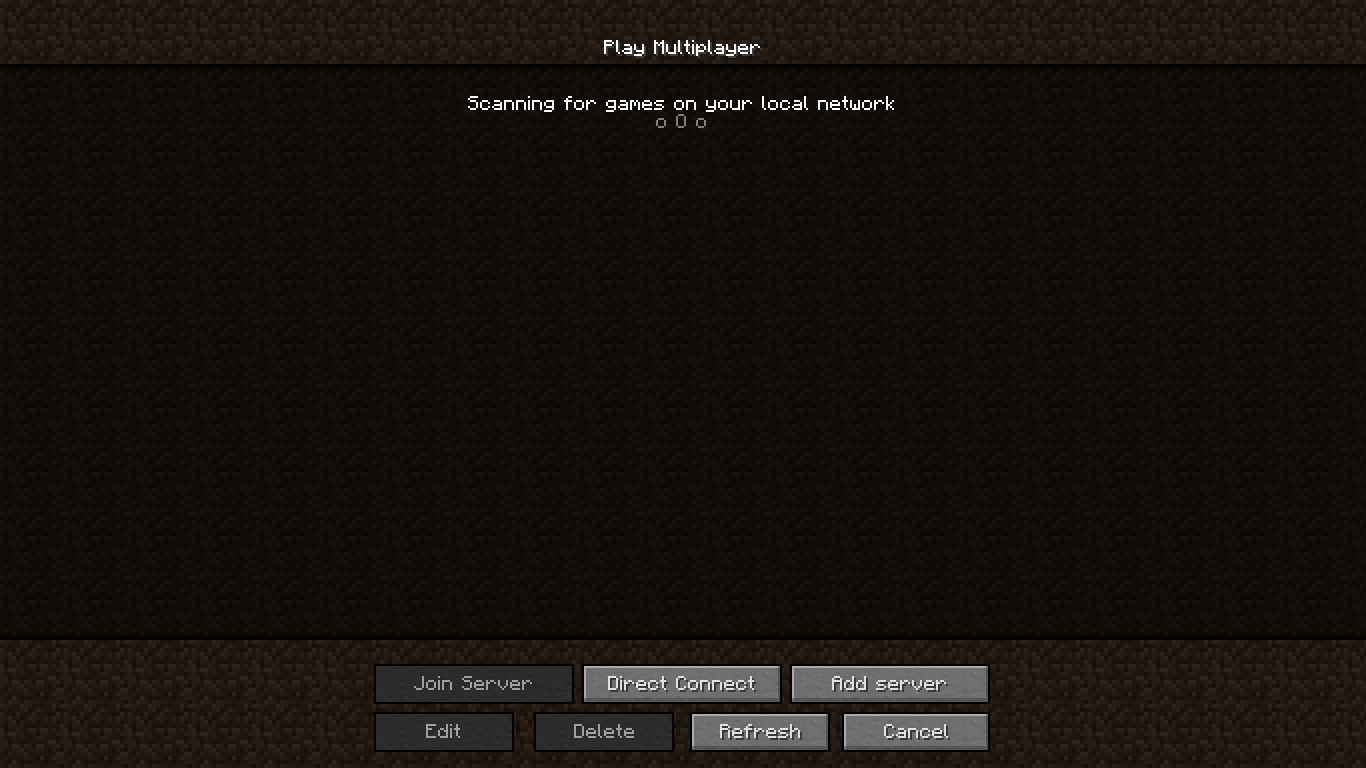 Play Multiplayer
Scanning for games on your local network
o O o
Join Server Direct Connect Add server
Edit Delete Refresh Cancel